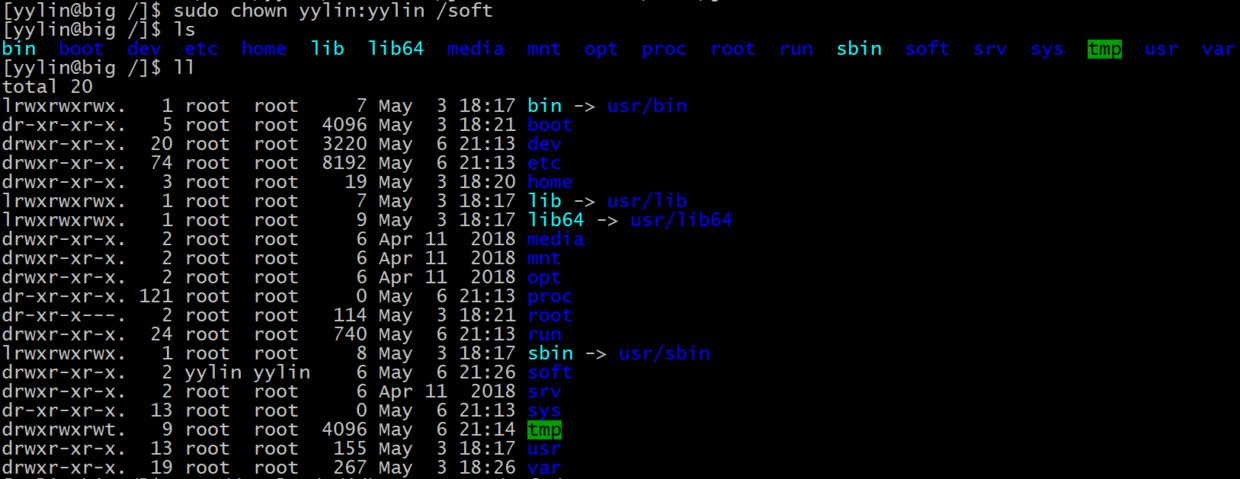 [yylin@big /]$ sudo chown yylin:yylin /soft
[yylin@big /]$ ls
bin  boot  dev  etc  home  lib  lib64  media  mnt  opt  proc  root  run  sbin  soft  srv  sys  tmp  usr  var
[yylin@big /]$ ll
total 20
lrwxrwxrwx.   1 root  root     7 May  3 18:17 bin -> usr/bin
dr-xr-xr-x.   5 root  root  4096 May  3 18:21 boot
drwxr-xr-x.  20 root  root  3220 May  6 21:13 dev
drwxr-xr-x.  74 root  root  8192 May  6 21:13 etc
drwxr-xr-x.   3 root  root    19 May  3 18:20 home
lrwxrwxrwx.   1 root  root     7 May  3 18:17 lib -> usr/lib
lrwxrwxrwx.   1 root  root     9 May  3 18:17 lib64 -> usr/lib64
drwxr-xr-x.   2 root  root     6 Apr 11  2018 media
drwxr-xr-x.   2 root  root     6 Apr 11  2018 mnt
drwxr-xr-x.   2 root  root     6 Apr 11  2018 opt
dr-xr-xr-x. 121 root  root     0 May  6 21:13 proc
dr-xr-x---.   2 root  root   114 May  3 18:21 root
drwxr-xr-x.  24 root  root   740 May  6 21:13 run
lrwxrwxrwx.   1 root  root     8 May  3 18:17 sbin -> usr/sbin
drwxr-xr-x.   2 yylin yylin    6 May  6 21:26 soft
drwxr-xr-x.   2 root  root     6 Apr 11  2018 srv
dr-xr-xr-x.  13 root  root     0 May  6 21:13 sys
drwxrwxrwt.   9 root  root  4096 May  6 21:14 tmp
drwxr-xr-x.  13 root  root   155 May  3 18:17 usr
drwxr-xr-x.  19 root  root   267 May  3 18:26 var